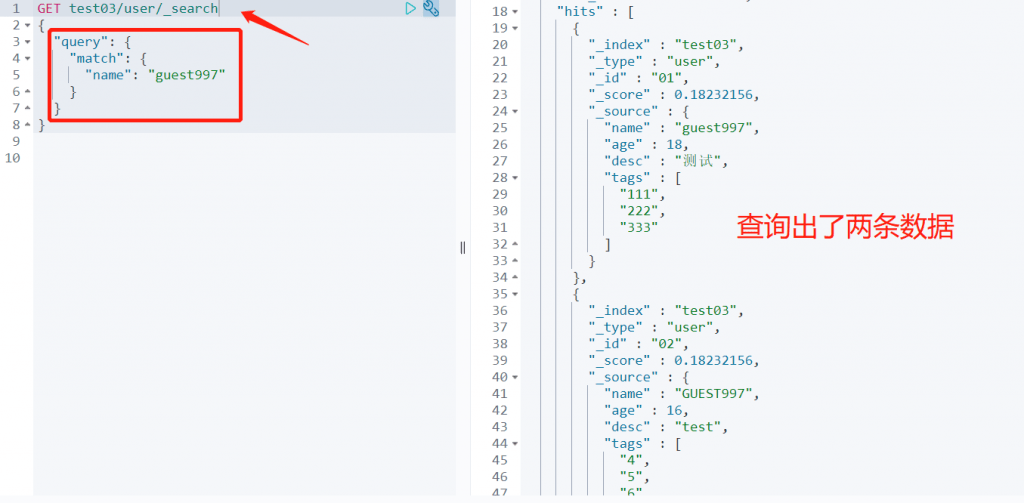 1 GET test03/user/_search
2 {
3 "query": {
4 "match": {
5 "name": "guest997"
6 }
7 }
8 }
9
10
18 "hits" : [
19 {
20 "_index" : "test03",
21 "_type" : "user",
22 "_id" : "01",
23 "_score" : 0.18232156,
24 "_source" : {
25 "name" : "guest997",
26 "age" : 18,
27 "desc" : "测试",
28 "tags" : [
29 "111",
30 "222",
31 "333"
32 ]
33 }
34 },
35 {
36 "_index" : "test03",
37 "_type" : "user",
38 "_id" : "02",
39 "_score" : 0.18232156,
40 "_source" : {
41 "name" : "GUEST997",
42 "age" : 16,
43 "desc" : "test",
44 "tags" : [
45 "4",
46 "5",
47 "6"
查询出了两条数据